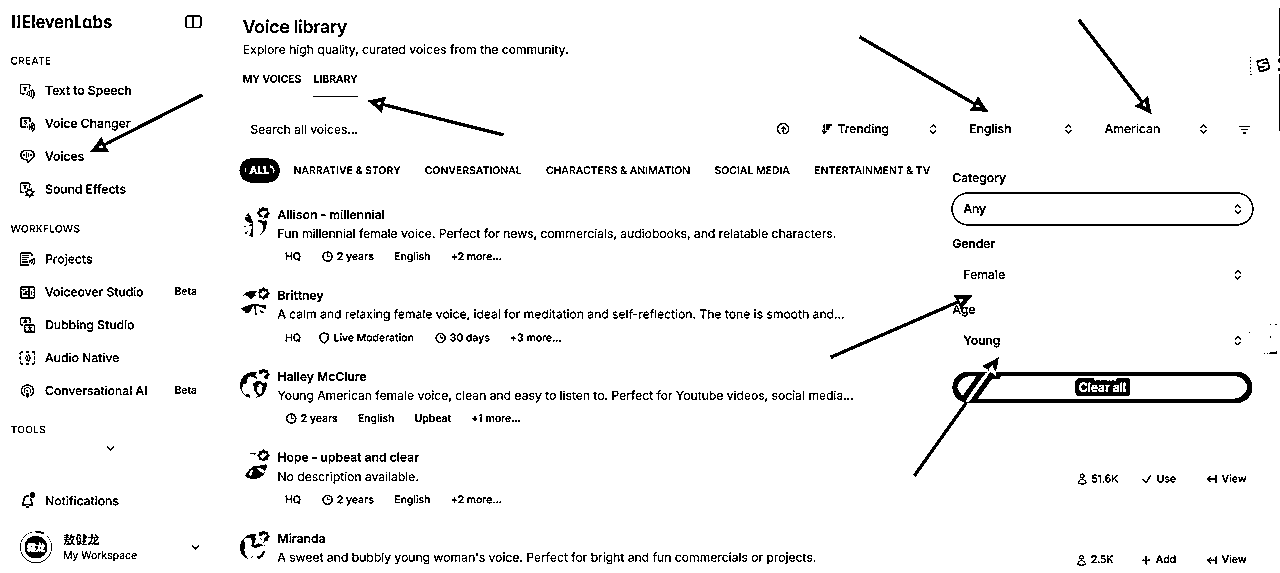 IIElevenLabs
CREATE
Text to Speech
Voice Changer
Voices
Sound Effects
WORKFLOWS
Projects
Voiceover Studio Beta
Dubbing Studio
Audio Native
Conversational AI Beta
TOOLS
Notifications
敖健龙
My Workspace
Voice library
Explore high quality, curated voices from the community.
MY VOICES LIBRARY
Search all voices... Trending English American
ALL NARRATIVE & STORY CONVERSATIONAL CHARACTERS & ANIMATION SOCIAL MEDIA ENTERTAINMENT & TV
Allison - millennial
Fun millennial female voice. Perfect for news, commercials, audiobooks, and relatable characters.
HQ 2 years English +2 more...
Brittney
A calm and relaxing female voice, ideal for meditation and self-reflection. The tone is smooth and...
HQ Live Moderation 30 days +3 more...
Halley McClure
Young American female voice, clean and easy to listen to. Perfect for Youtube videos, social media...
2 years English Upbeat +1 more...
Hope - upbeat and clear
No description available.
HQ 2 years English +2 more...
51.6K Use View
Miranda
A sweet and bubbly young woman's voice. Perfect for bright and fun commercials or projects.
2.5K Add View
Category
Any
Gender
Female
Age
Young
Clear all